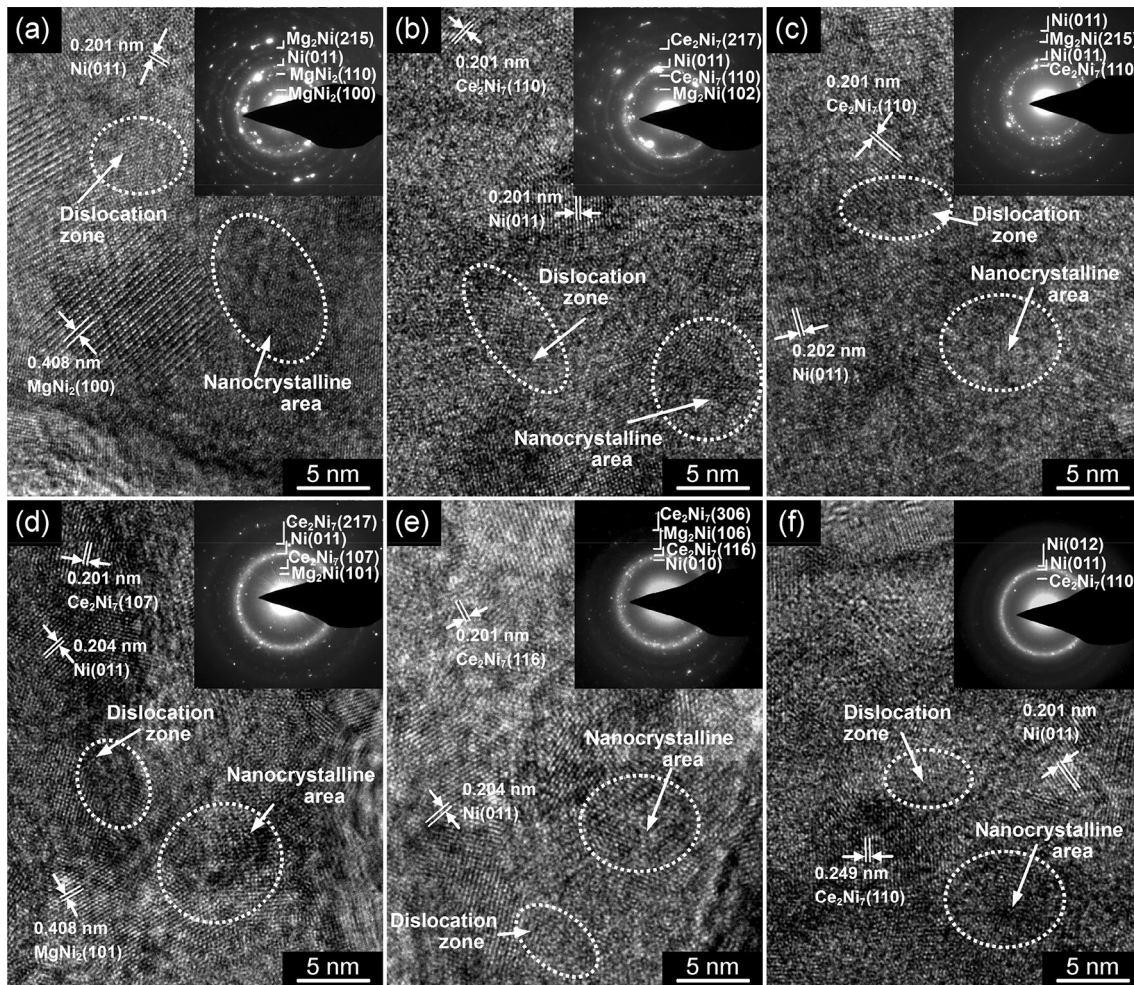 (a)
0.201 nm
Ni(011)
Mg₂Ni(215)
Ni(011)
MgNi₂(110)
MgNi₂(100)
Dislocation
zone
0.408 nm
MgNi₂(100)
Nanocrystalline
area
5 nm
(b)
0.201 nm
Ce₂Ni₇(110)
Ce₂Ni₇(217)
Ni(011)
Ce₂Ni₇(110)
Mg₂Ni(102)
0.201 nm
Ni(011)
Dislocation
zone
Nanocrystalline
area
5 nm
(c)
0.201 nm
Ce₂Ni₇(110)
Ni(011)
Mg₂Ni(215)
Ni(011)
Ce₂Ni₇(110)
Dislocation
zone
Nanocrystalline
area
0.202 nm
Ni(011)
5 nm
(d)
0.201 nm
Ce₂Ni₇(107)
Ce₂Ni₇(217)
Ni(011)
Ce₂Ni₇(107)
Mg₂Ni(101)
0.204 nm
Ni(011)
Dislocation
zone
Nanocrystalline
area
0.408 nm
MgNi₂(101)
5 nm
(e)
Ce₂Ni₇(306)
Mg₂Ni(106)
Ce₂Ni₇(116)
Ni(010)
0.201 nm
Ce₂Ni₇(116)
Nanocrystalline
area
0.204 nm
Ni(011)
Dislocation
zone
5 nm
(f)
Ni(012)
Ni(011)
Ce₂Ni₇(110)
Dislocation
zone
0.201 nm
Ni(011)
Nanocrystalline
area
0.249 nm
Ce₂Ni₇(110)
5 nm